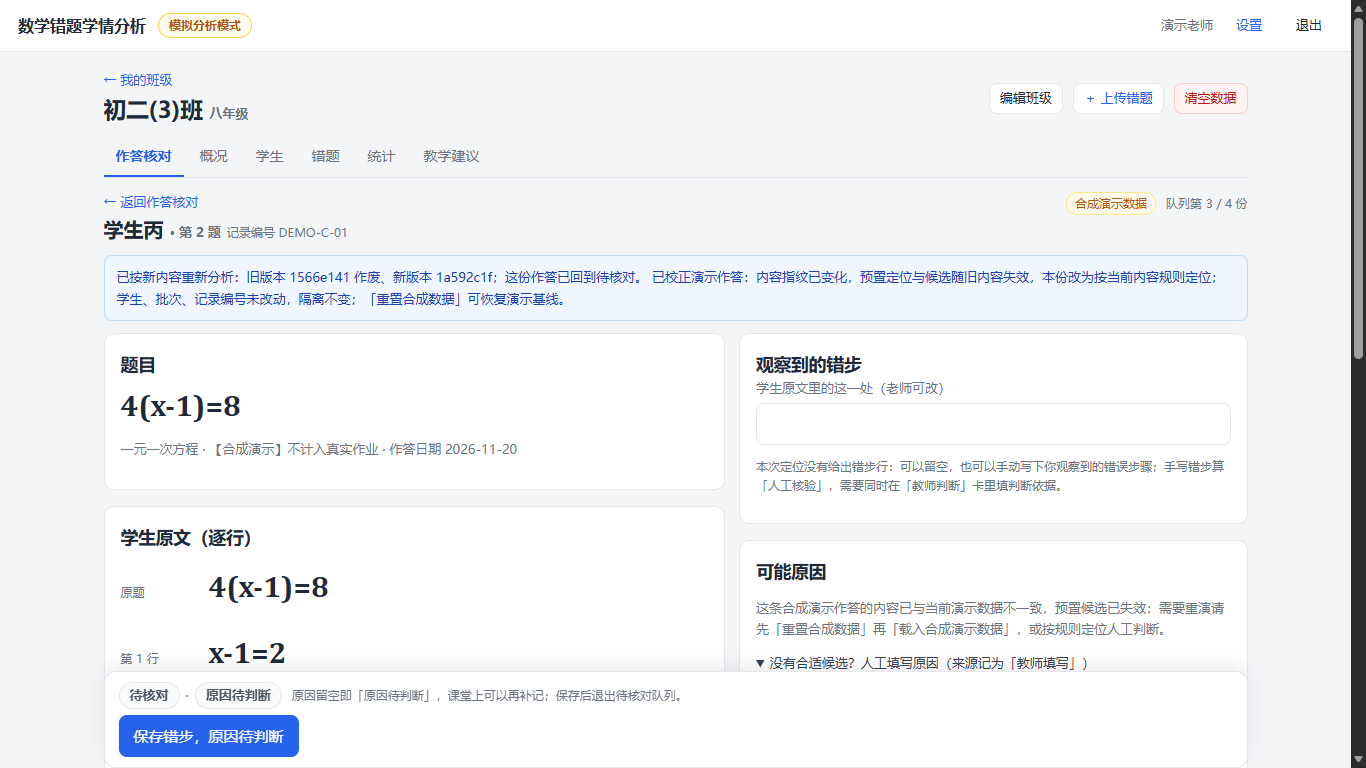 数学错题学情分析 模拟分析模式 演示老师 设置 退出
← 我的班级
初二(3)班 八年级
编辑班级 + 上传错题 清空数据
作答核对 概况 学生 错题 统计 教学建议
← 返回作答核对
合成演示数据 队列第 3 / 4 份
学生丙 · 第 2 题 记录编号 DEMO-C-01
已按新内容重新分析：旧版本 1566e141 作废、新版本 1a592c1f；这份作答已回到待核对。 已校正演示作答：内容指纹已变化，预置定位与候选随旧内容失效，本份改为按当前内容规则定位；
学生、批次、记录编号未改动，隔离不变；「重置合成数据」可恢复演示基线。
题目
4(x-1)=8
一元一次方程 · 【合成演示】不计入真实作业 · 作答日期 2026-11-20
学生原文（逐行）
原题 4(x-1)=8
第 1 行 x-1=2
观察到的错步
学生原文里的这一处（老师可改）
本次定位没有给出错步行：可以留空，也可以手动写下你观察到的错误步骤；手写错步算
「人工核验」，需要同时在「教师判断」卡里填判断依据。
可能原因
这条合成演示作答的内容已与当前演示数据不一致，预置候选已失效；需要重演请
先「重置合成数据」再「载入合成演示数据」，或按规则定位人工判断。
▼ 没有合适候选？人工填写原因（来源记为「教师填写」）
待核对 · 原因待判断 原因留空即「原因待判断」，课堂上可以再补记；保存后退出待核对队列。
保存错步，原因待判断